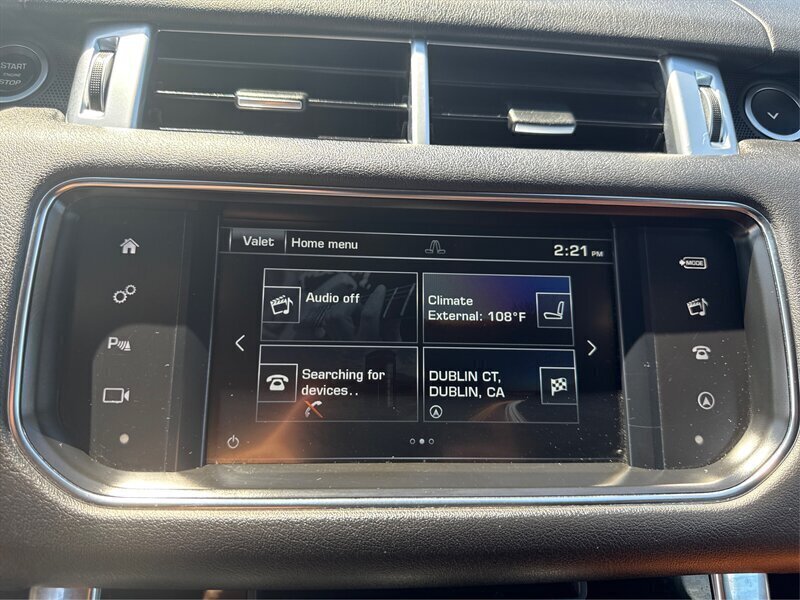 START
ENGINE
STOP
Valet Home menu 2:21 PM
Audio off
Climate
External: 108°F
Searching for
devices..
DUBLIN CT,
DUBLIN, CA
P
MODE